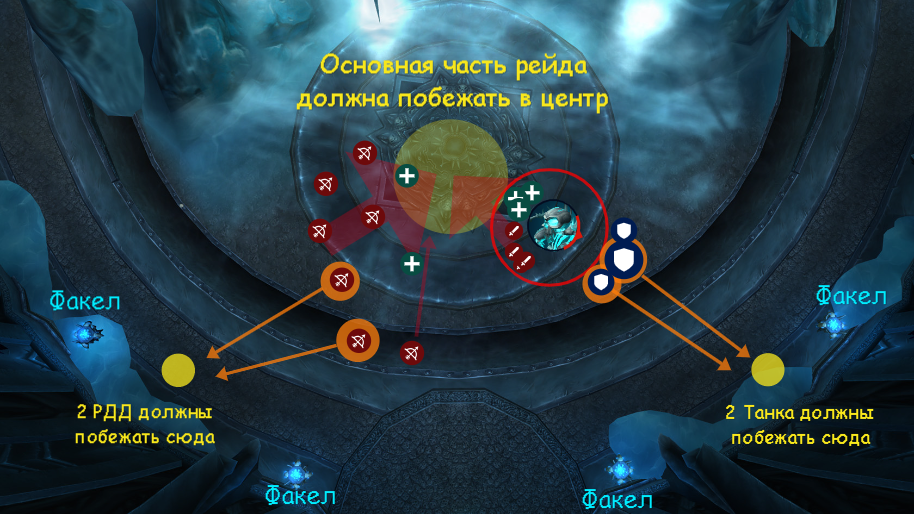 Основная часть рейда
должна побежать в центр
Факел
Факел
2 РДД должны
побежать сюда
2 Танка должны
побежать сюда
Факел
Факел